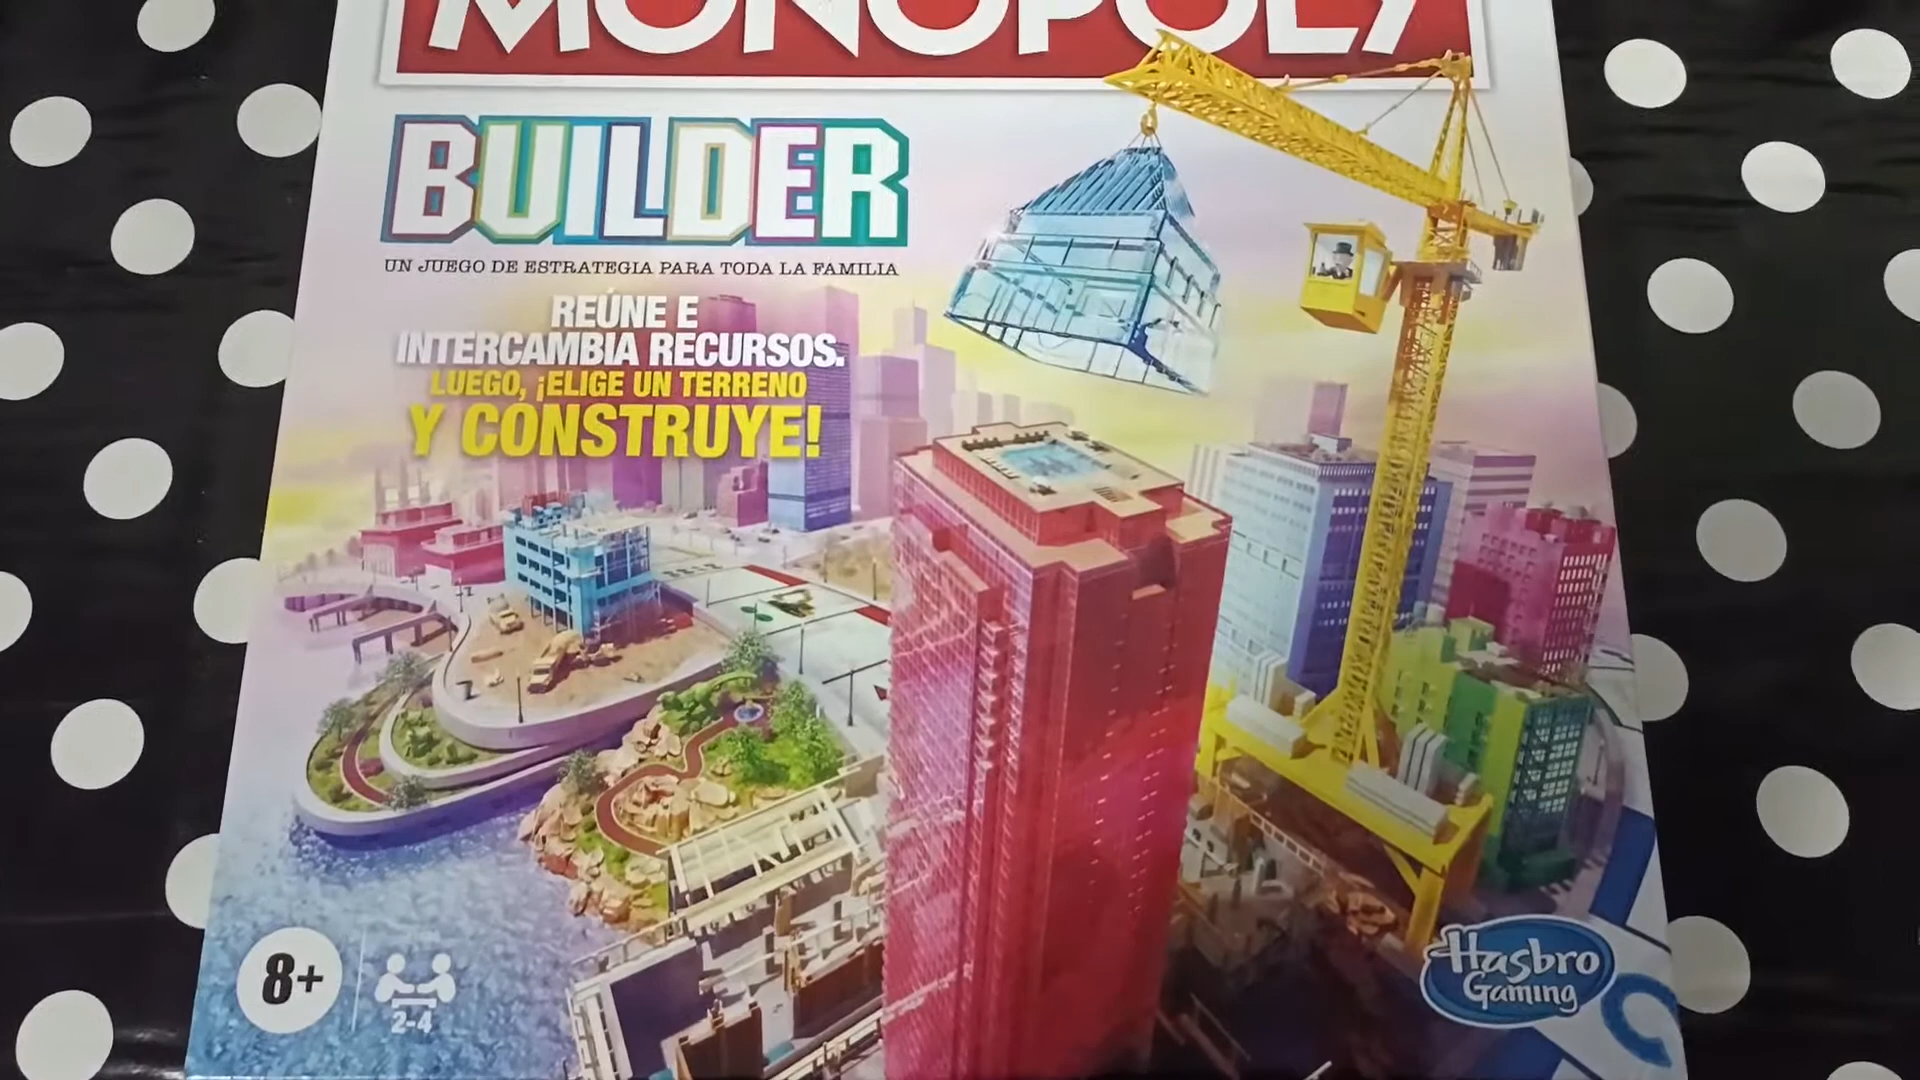 MONOPOLY
BUILDER
UN JUEGO DE ESTRATEGIA PARA TODA LA FAMILIA
REÚNE E
INTERCAMBIA RECURSOS.
LUEGO, ¡ELIGE UN TERRENO
Y CONSTRUYE!
8+
2-4
Hasbro
Gaming